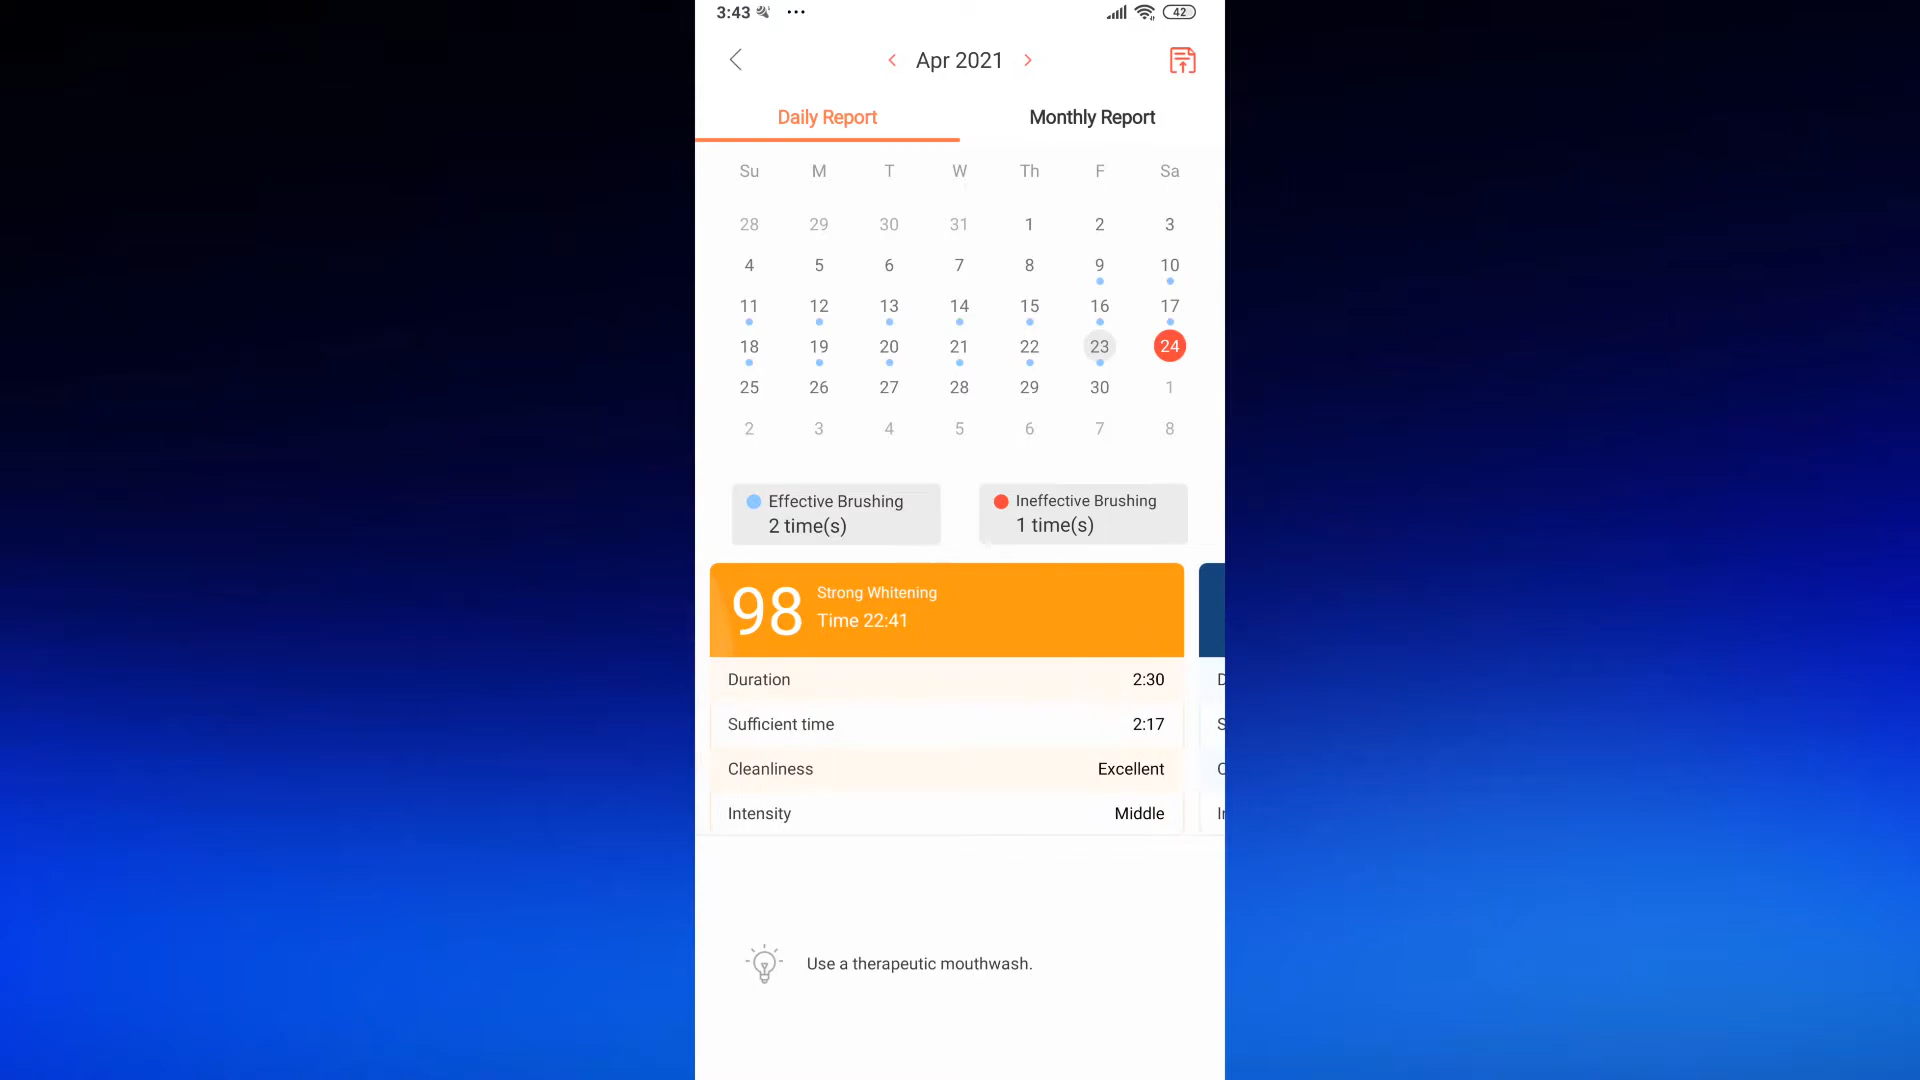 3:43 ... 42
Apr 2021
Daily Report Monthly Report
Su M T W Th F Sa
28 29 30 31 1 2 3
4 5 6 7 8 9 10
11 12 13 14 15 16 17
18 19 20 21 22 23 24
25 26 27 28 29 30 1
2 3 4 5 6 7 8
Effective Brushing Ineffective Brushing
2 time(s) 1 time(s)
98 Strong Whitening
Time 22:41
Duration 2:30 D
Sufficient time 2:17 S
Cleanliness Excellent C
Intensity Middle
Use a therapeutic mouthwash.